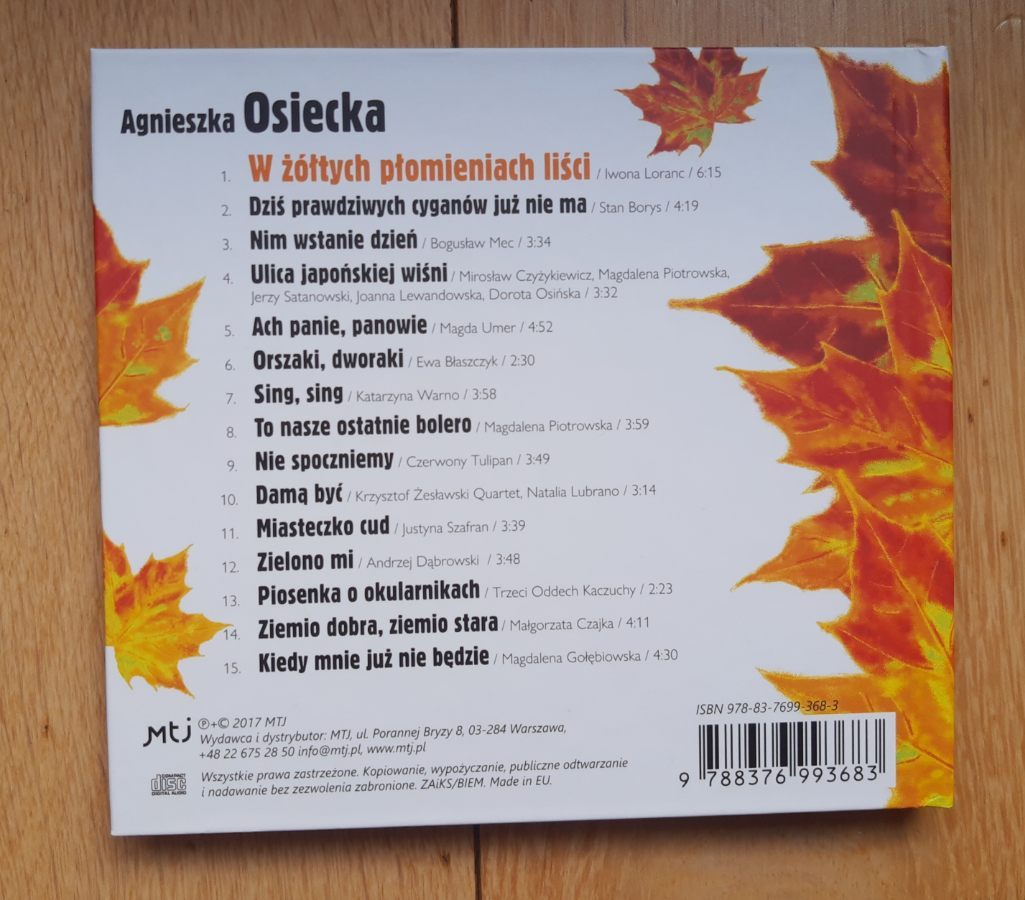 Agnieszka Osiecka
1. W żółtych płomieniach liści / Iwona Loranc / 6:15
2. Dziś prawdziwych cyganów już nie ma / Stan Borys / 4:19
3. Nim wstanie dzień / Bogusław Mec / 3:34
4. Ulica japońskiej wiśni / Mirosław Czyżykiewicz, Magdalena Piotrowska,
Jerzy Satanowski, Joanna Lewandowska, Dorota Osińska / 3:32
5. Ach panie, panowie / Magda Umer / 4:52
6. Orszaki, dworaki / Ewa Błaszczyk / 2:30
7. Sing, sing / Katarzyna Warno / 3:58
8. To nasze ostatnie bolero / Magdalena Piotrowska / 3:59
9. Nie spoczniemy / Czerwony Tulipan / 3:49
10. Damą być / Krzysztof Żesławski Quartet, Natalia Lubrano / 3:14
11. Miasteczko cud / Justyna Szafran / 3:39
12. Zielono mi / Andrzej Dąbrowski / 3:48
13. Piosenka o okularnikach / Trzeci Oddech Kaczuchy / 2:23
14. Ziemio dobra, ziemio stara / Małgorzata Czajka / 4:11
15. Kiedy mnie już nie będzie / Magdalena Gołębiowska / 4:30
mtj
℗+© 2017 MTJ
Wydawca i dystrybutor: MTJ, ul. Porannej Bryzy 8, 03-284 Warszawa,
+48 22 675 28 50 info@mtj.pl, www.mtj.pl
COMPACT
disc
DIGITAL AUDIO
Wszystkie prawa zastrzeżone. Kopiowanie, wypożyczanie, publiczne odtwarzanie
i nadawanie bez zezwolenia zabronione. ZAiKS/BIEM. Made in EU.
ISBN 978-83-7699-368-3
9 788376 993683